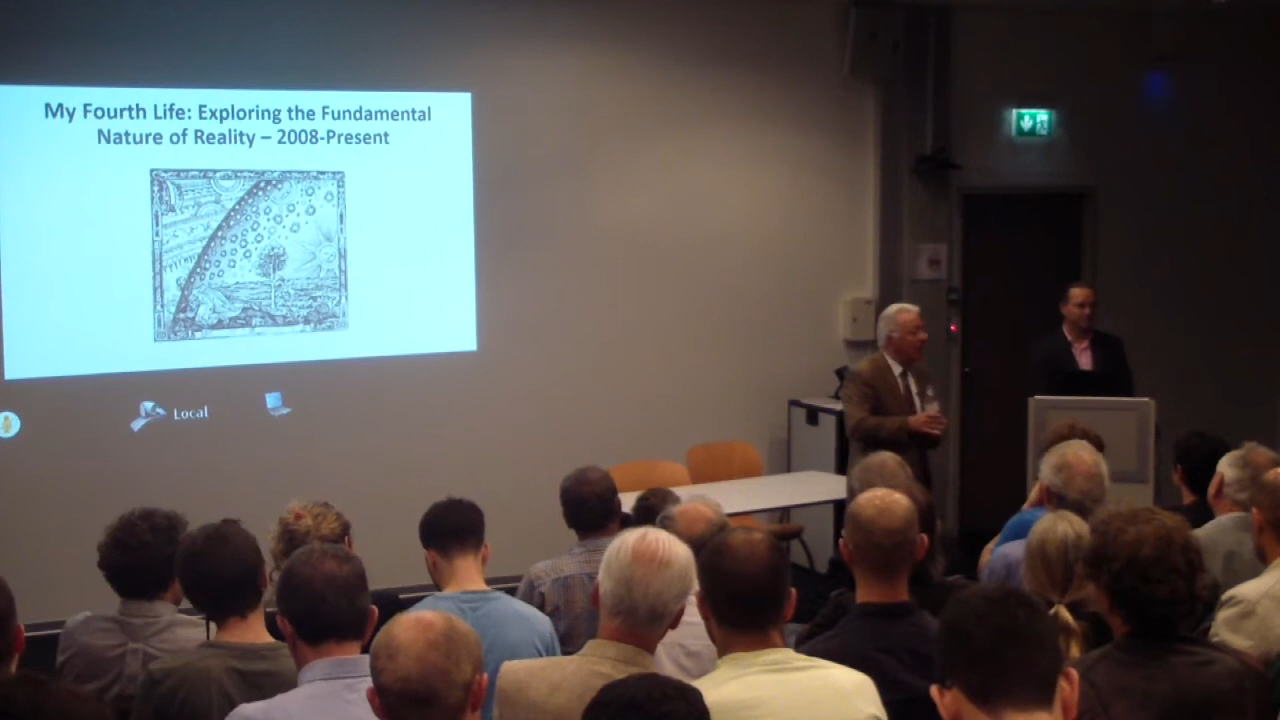 My Fourth Life: Exploring the Fundamental
Nature of Reality – 2008-Present
Local